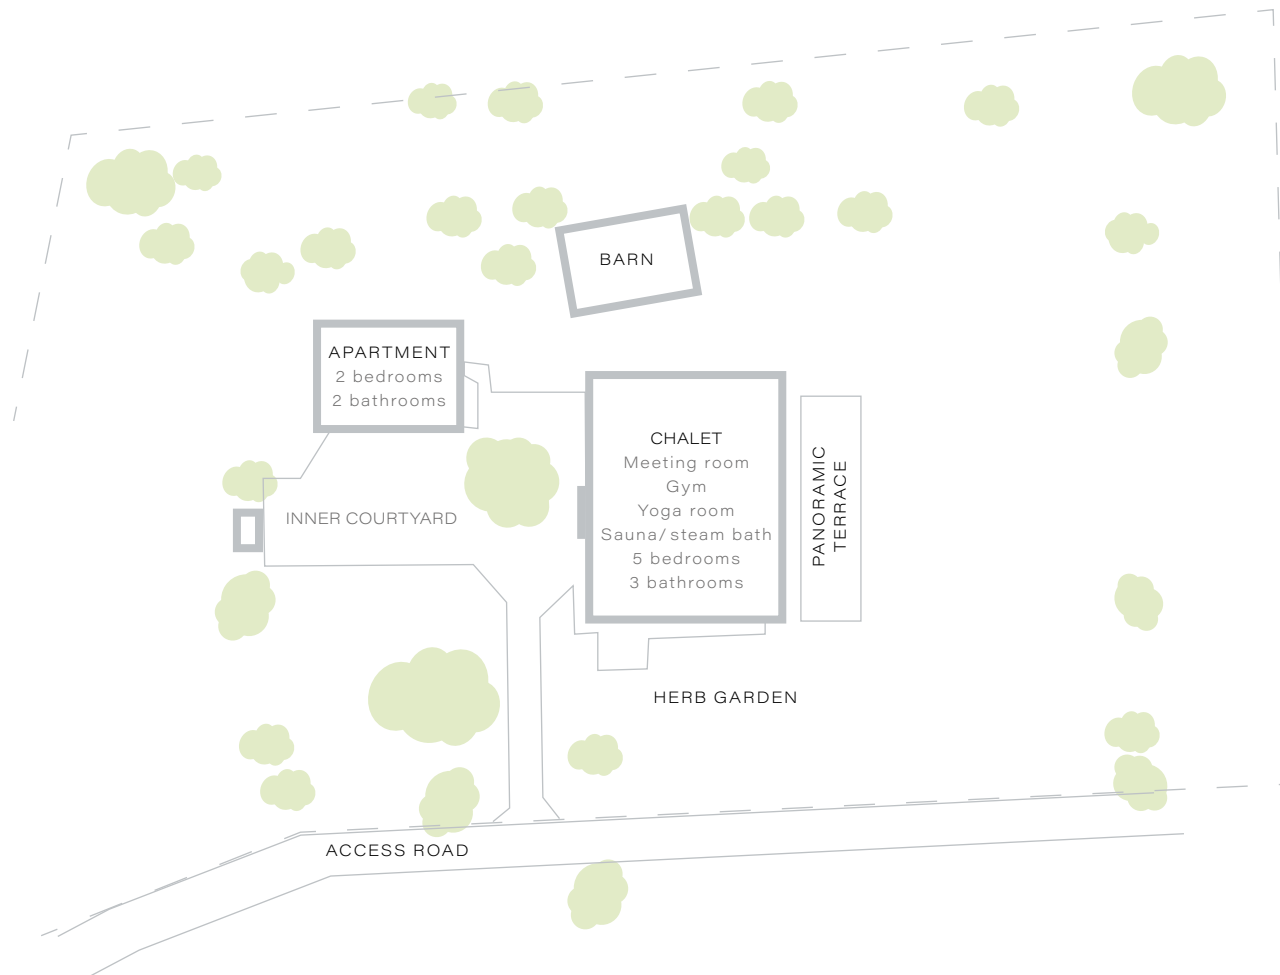 BARN
APARTMENT
2 bedrooms
2 bathrooms
CHALET
Meeting room
Gym
Yoga room
Sauna/steam bath
5 bedrooms
3 bathrooms
PANORAMIC
TERRACE
INNER COURTYARD
HERB GARDEN
ACCESS ROAD